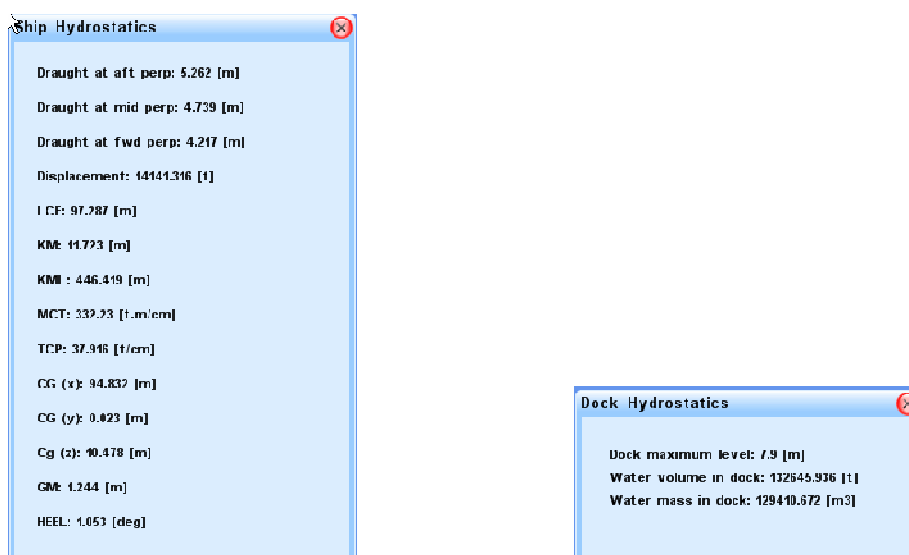 Ship Hydrostatics
Draught at aft perp: 5.262 [m]
Draught at mid perp: 4.739 [m]
Draught at fwd perp: 4.217 [m]
Displacement: 14141.316 [t]
LCF: 97.287 [m]
KM: 11.723 [m]
KML: 446.419 [m]
MCT: 332.23 [t.m/cm]
TCP: 37.916 [t/cm]
CG (x): 94.832 [m]
CG (y): 0.023 [m]
Cg (z): 10.478 [m]
GM: 1.244 [m]
HEEL: 1.053 [deg]
Dock Hydrostatics
Dock maximum level: 7.9 [m]
Water volume in dock: 132645.936 [t]
Water mass in dock: 129410.672 [m3]